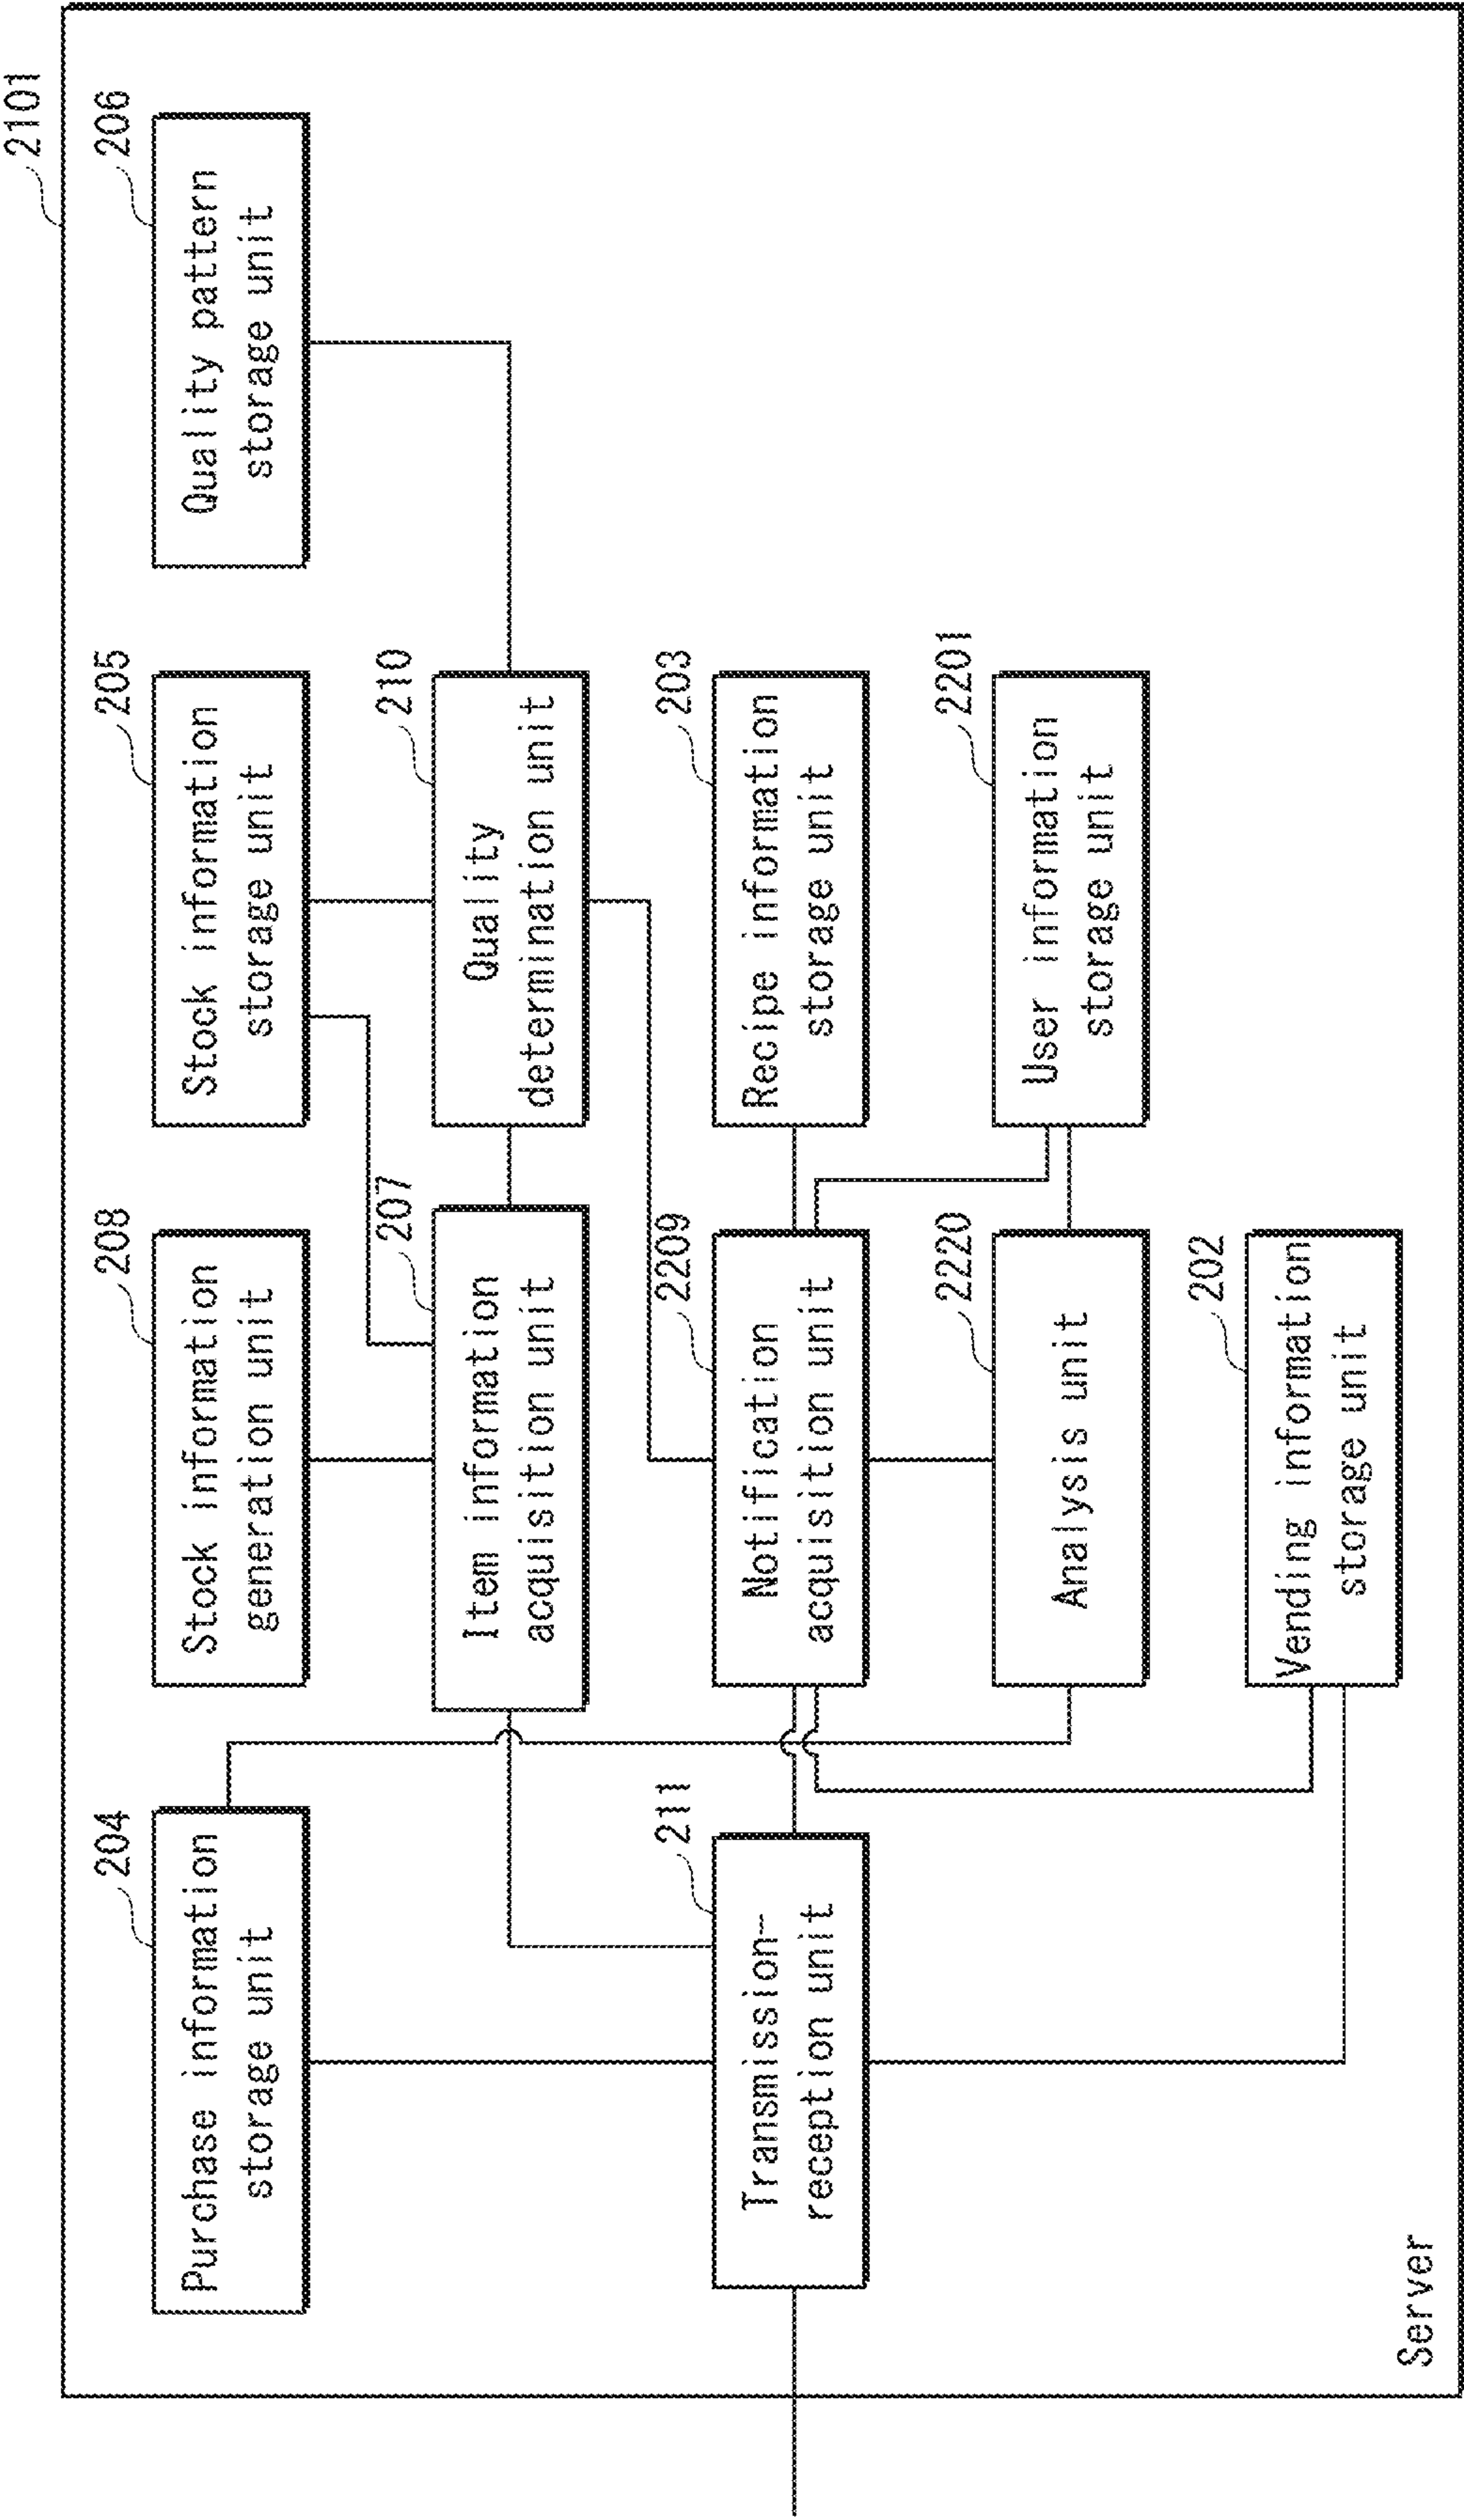 2101
204
Purchase information
storage unit
208
Stock information
generation unit
205
Stock information
storage unit
206
Quality pattern
storage unit
207
Item information
acquisition unit
210
Quality
determination unit
211
Transmission-
reception unit
2209
Notification
acquisition unit
203
Recipe information
storage unit
2220
Analysis unit
2201
User information
storage unit
202
Vending information
storage unit
Server